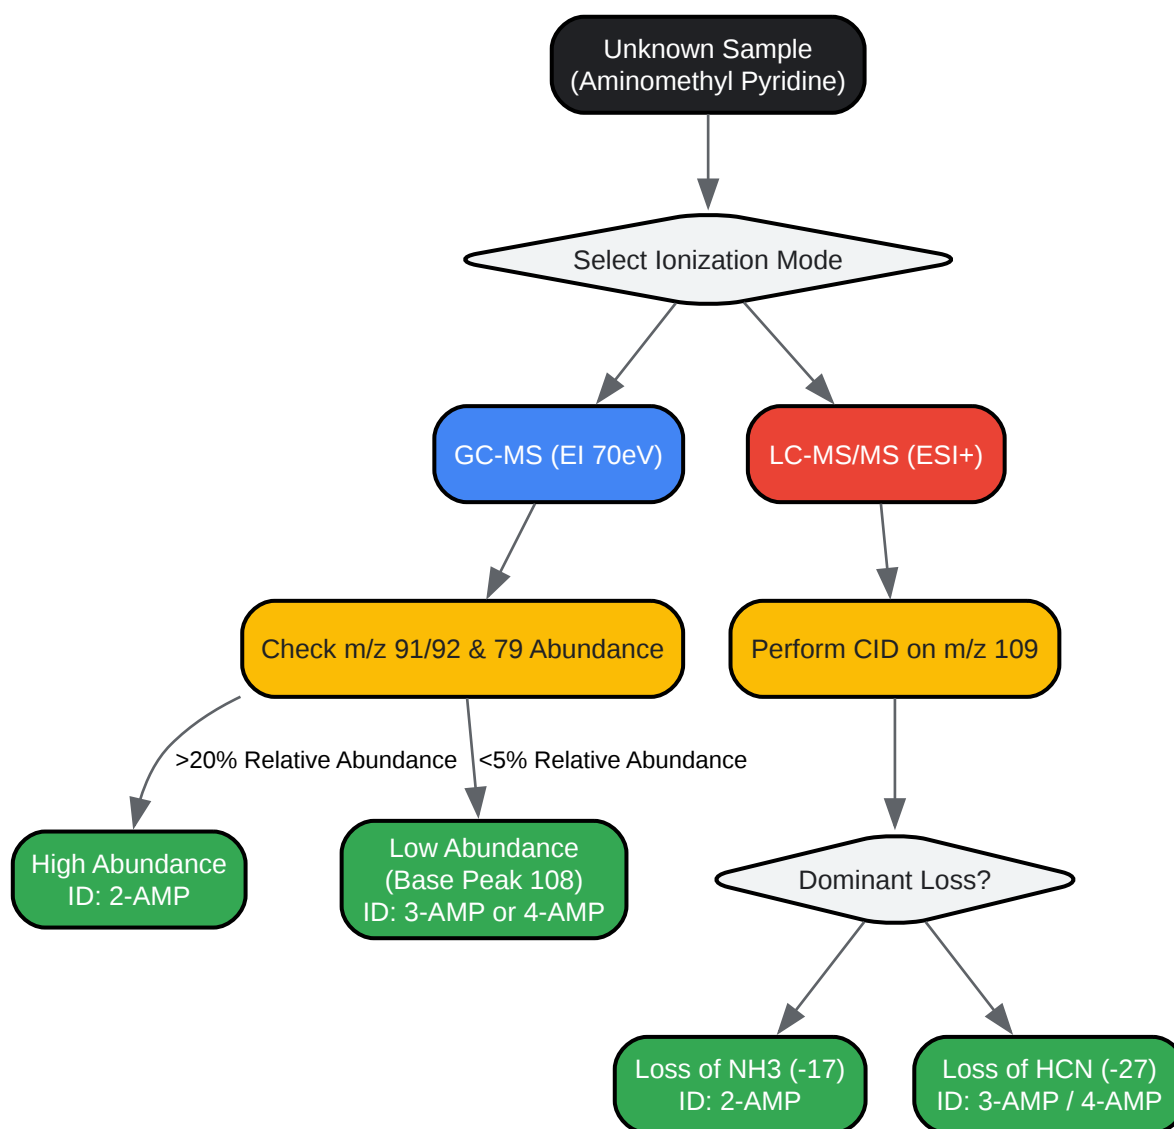 Unknown Sample
(Aminomethyl Pyridine)
Select Ionization Mode
GC-MS (EI 70eV)
LC-MS/MS (ESI+)
Check m/z 91/92 & 79 Abundance
Perform CID on m/z 109
>20% Relative Abundance
<5% Relative Abundance
High Abundance
ID: 2-AMP
Low Abundance
(Base Peak 108)
ID: 3-AMP or 4-AMP
Dominant Loss?
Loss of NH3 (-17)
ID: 2-AMP
Loss of HCN (-27)
ID: 3-AMP / 4-AMP